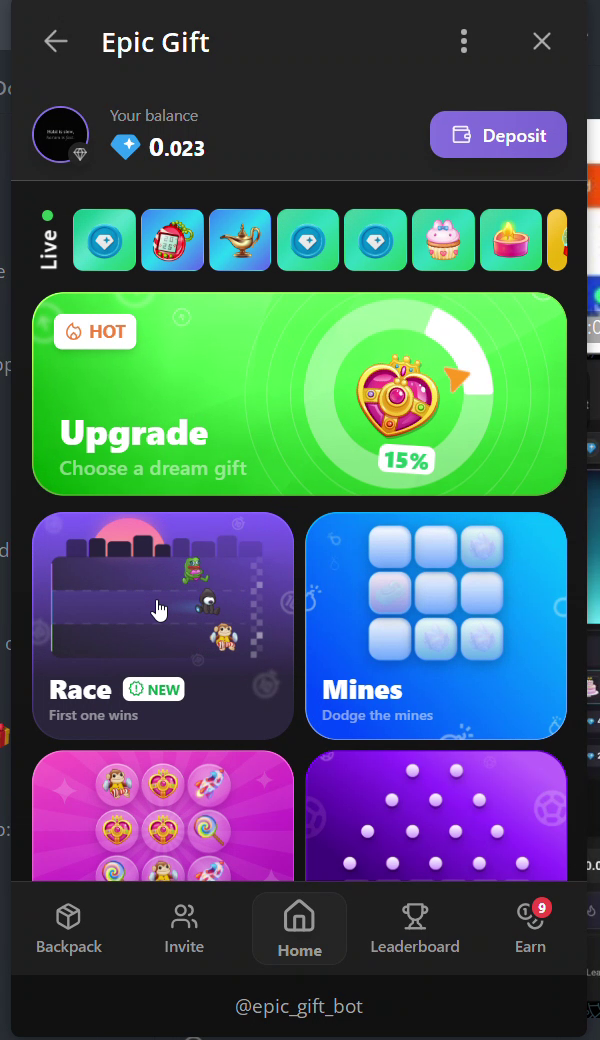 Epic Gift
Your balance
0.023
Deposit
Live
HOT
Upgrade
Choose a dream gift
15%
Race
NEW
First one wins
Mines
Dodge the mines
Backpack
Invite
Home
Leaderboard
Earn
9
@epic_gift_bot